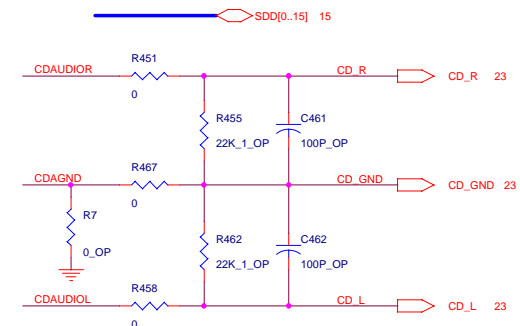 SDD[0..15] 15
R451
CDAUDIOR CD_R CD_R 23
0
R455 C461
22K_1_OP 100P_OP
R467
CDAGND CD_GND CD_GND 23
0
R7
0_OP
R462 C462
22K_1_OP 100P_OP
R458
CDAUDIOL CD_L CD_L 23
0